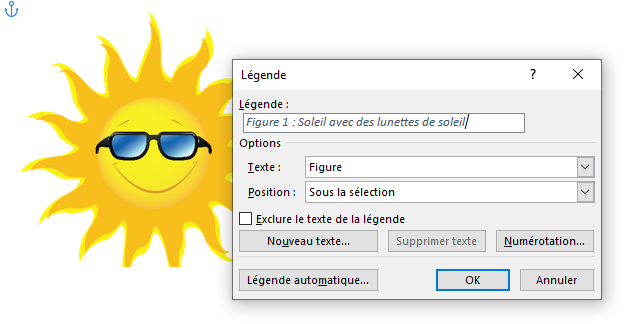 Légende
?
Légende :
Figure 1 : Soleil avec des lunettes de soleil
Options
Texte : Figure
Position : Sous la sélection
Exclure le texte de la légende
Nouveau texte... Supprimer texte Numérotation...
Légende automatique... OK Annuler